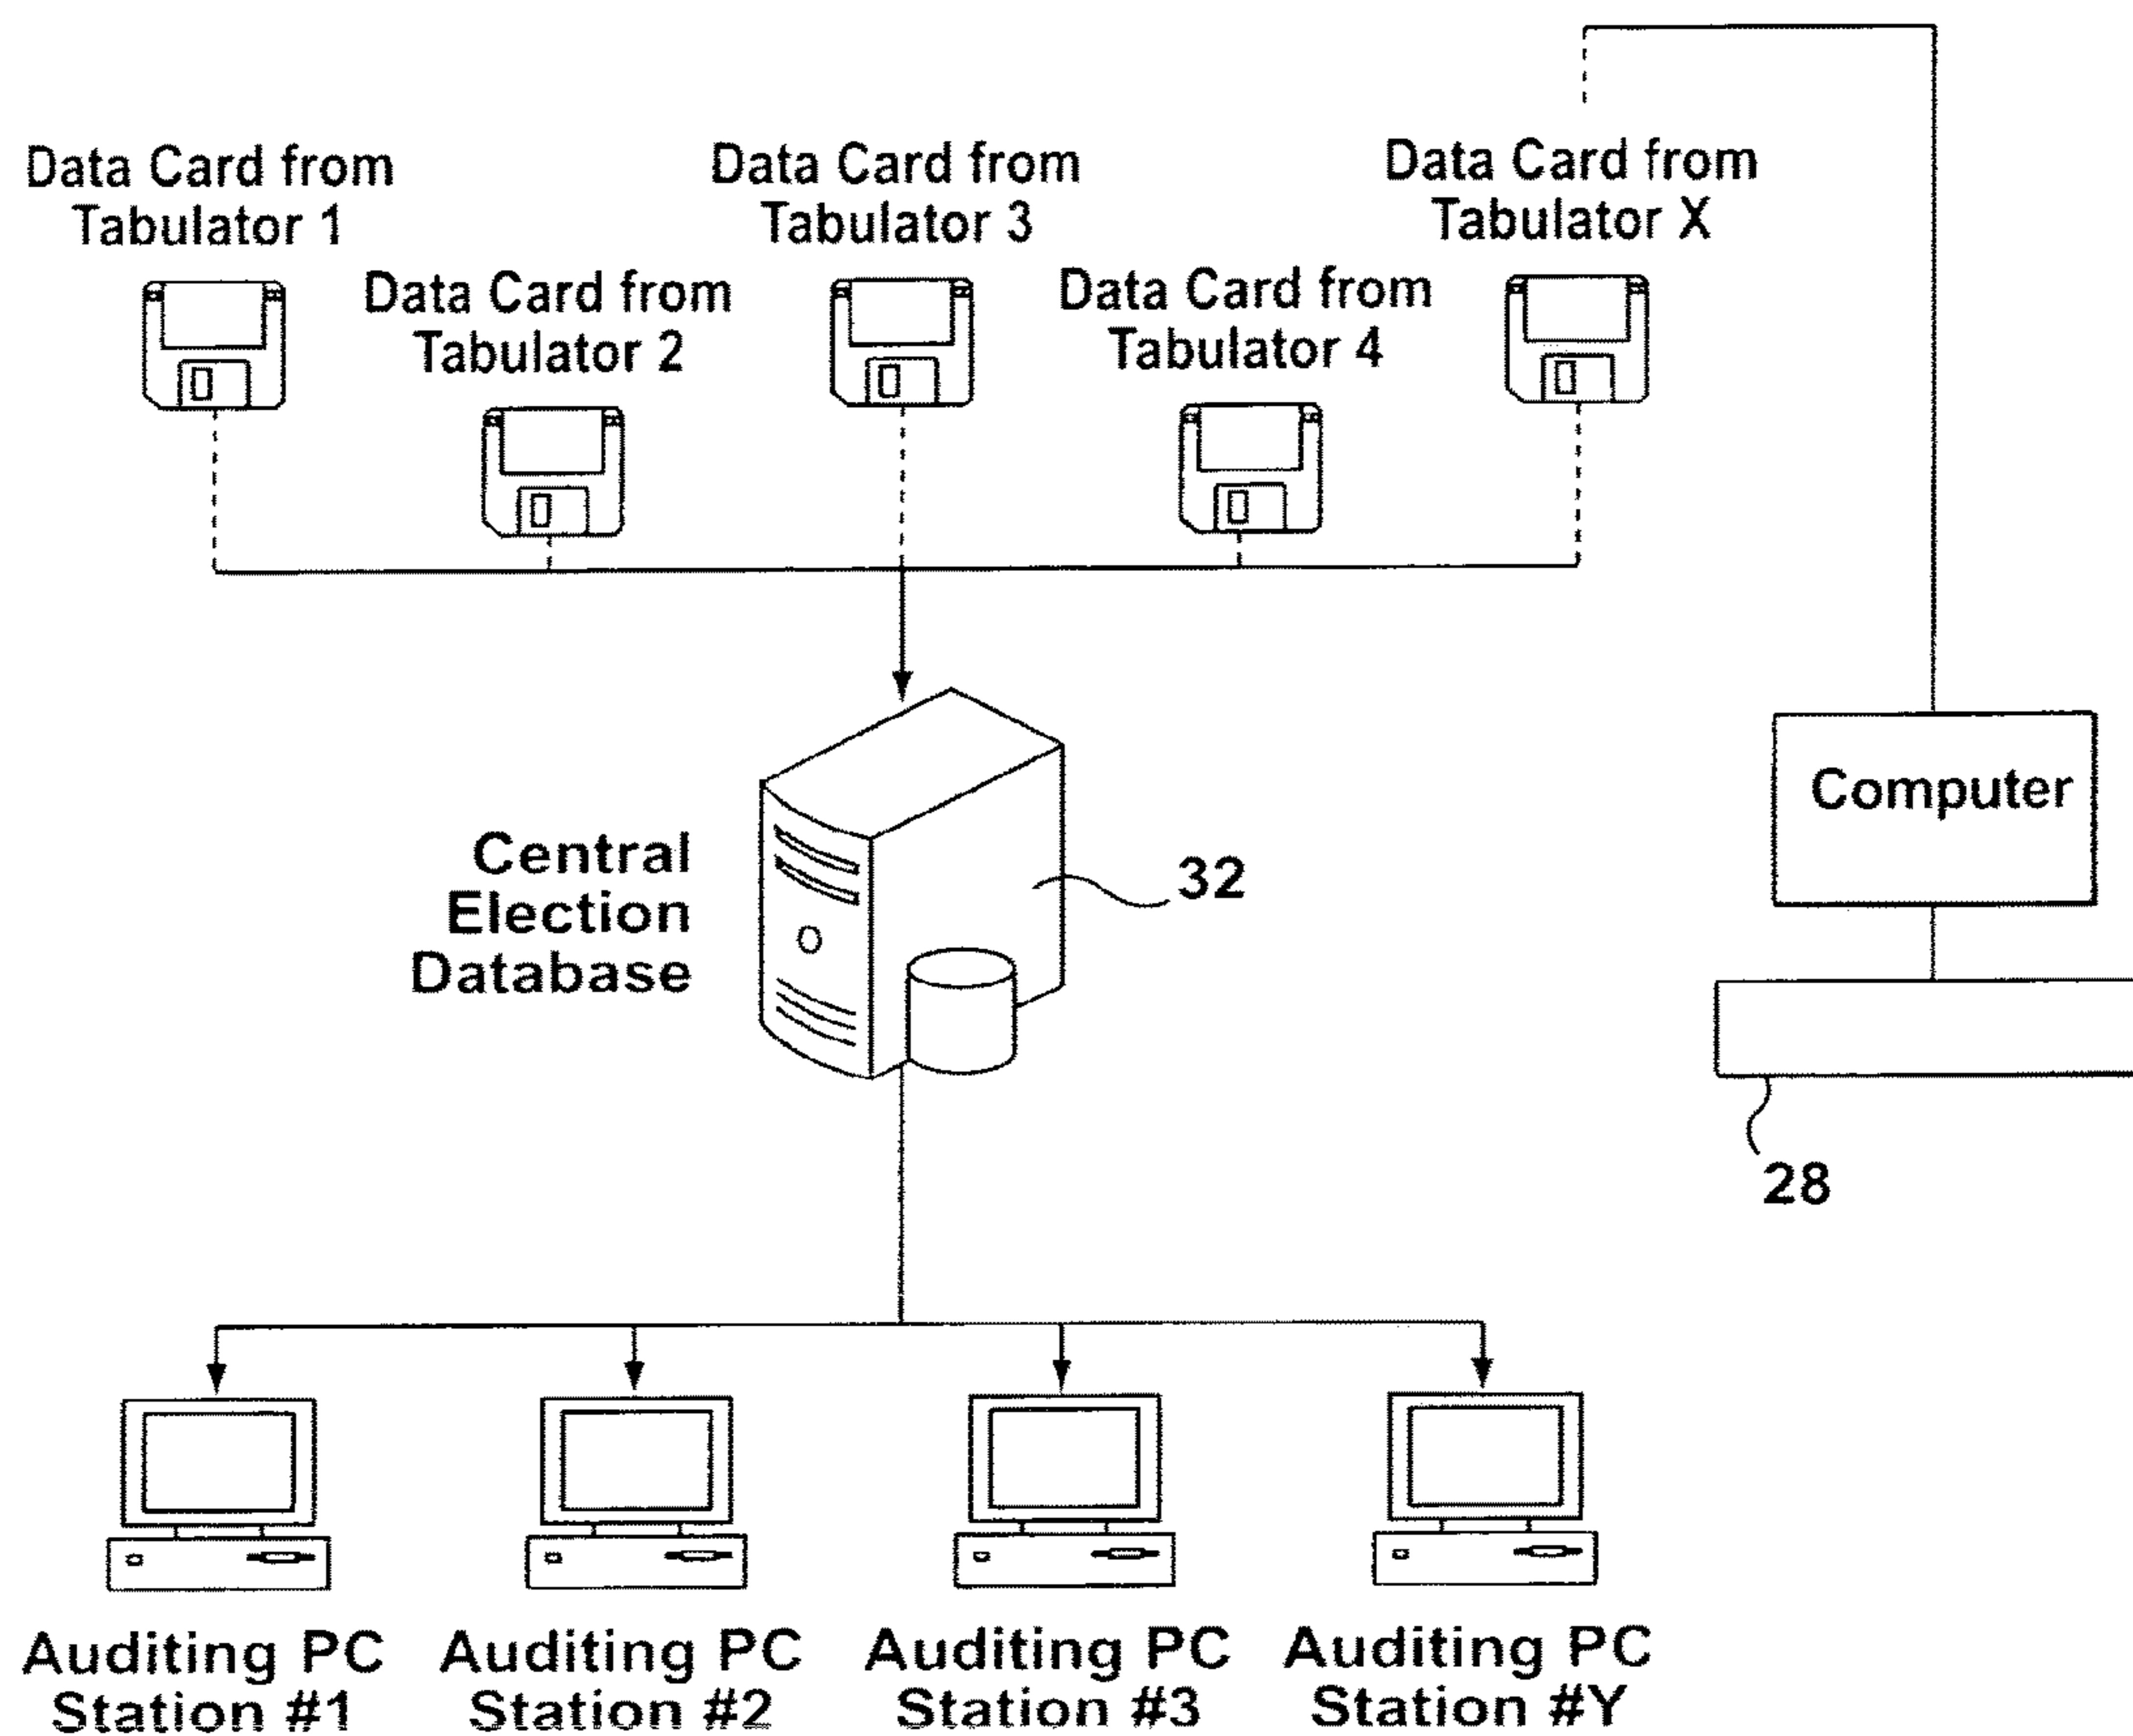 Data Card from
Tabulator 1
Data Card from
Tabulator 2
Data Card from
Tabulator 3
Data Card from
Tabulator 4
Data Card from
Tabulator X
Central
Election
Database
32
Computer
28
Auditing PC
Station #1
Auditing PC
Station #2
Auditing PC
Station #3
Auditing PC
Station #Y